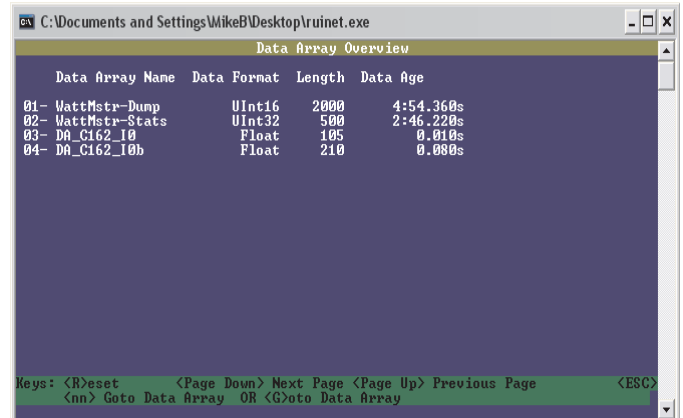 C:\Documents and Settings\MikeB\Desktop\ruinet.exe
Data Array Overview
Data Array Name Data Format Length Data Age
01- WattMstr-Dump UInt16 2000 4:54.360s
02- WattMstr-Stats UInt32 500 2:46.220s
03- DA_C162_I0 Float 105 0.010s
04- DA_C162_I0b Float 210 0.080s
Keys: <R>eset <Page Down> Next Page <Page Up> Previous Page <ESC>
<nn> Goto Data Array OR <G>oto Data Array